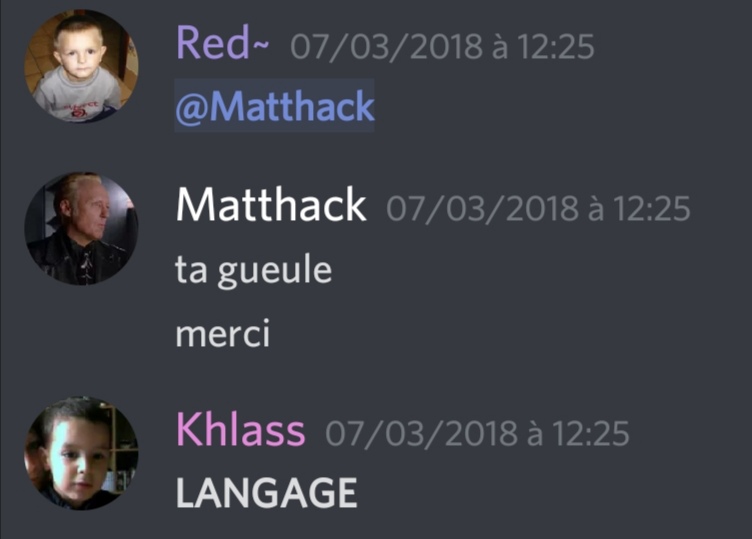 Red~ 07/03/2018 à 12:25
@Matthack
Matthack 07/03/2018 à 12:25
ta gueule
merci
Khlass 07/03/2018 à 12:25
LANGAGE